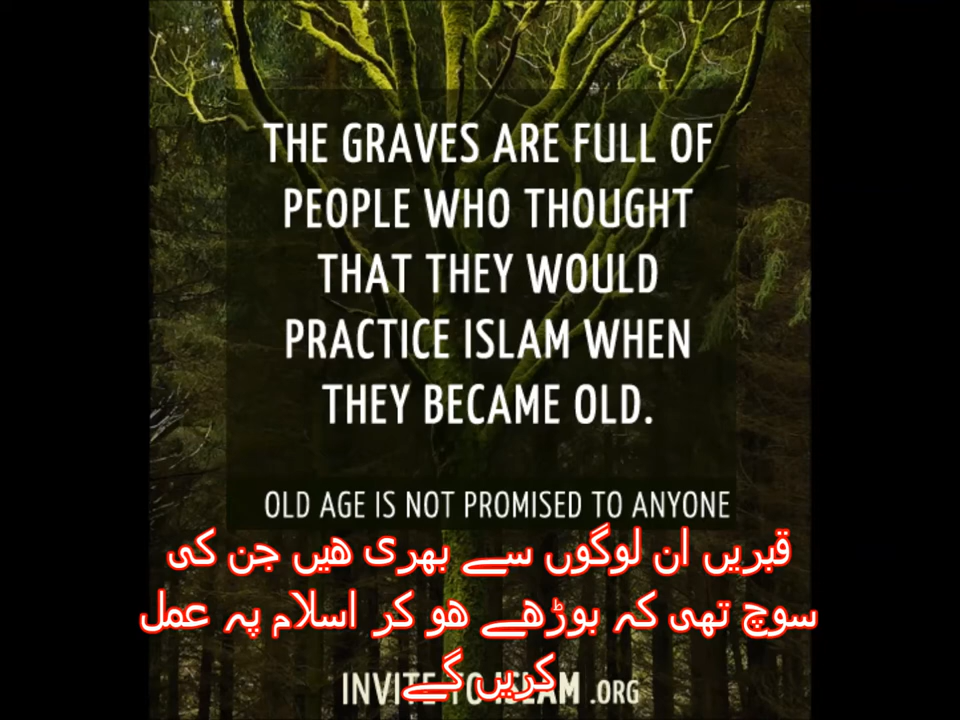 THE GRAVES ARE FULL OF
PEOPLE WHO THOUGHT
THAT THEY WOULD
PRACTICE ISLAM WHEN
THEY BECAME OLD.
OLD AGE IS NOT PROMISED TO ANYONE
قبریں ان لوگوں سے بھری ھیں جن کی
سوچ تھی کہ بوڑھے ھو کر اسلام پہ عمل
کریں گے
INVITE TO ISLAM .ORG